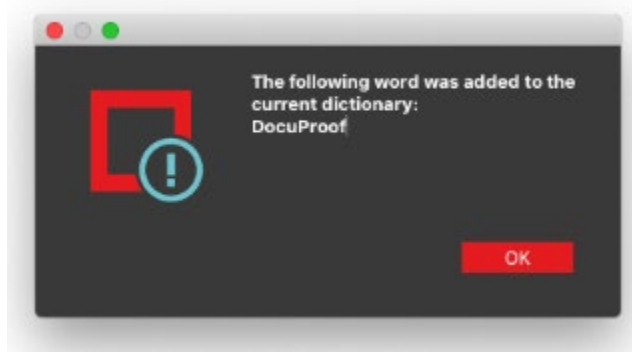 The following word was added to the
current dictionary:
DocuProof
OK